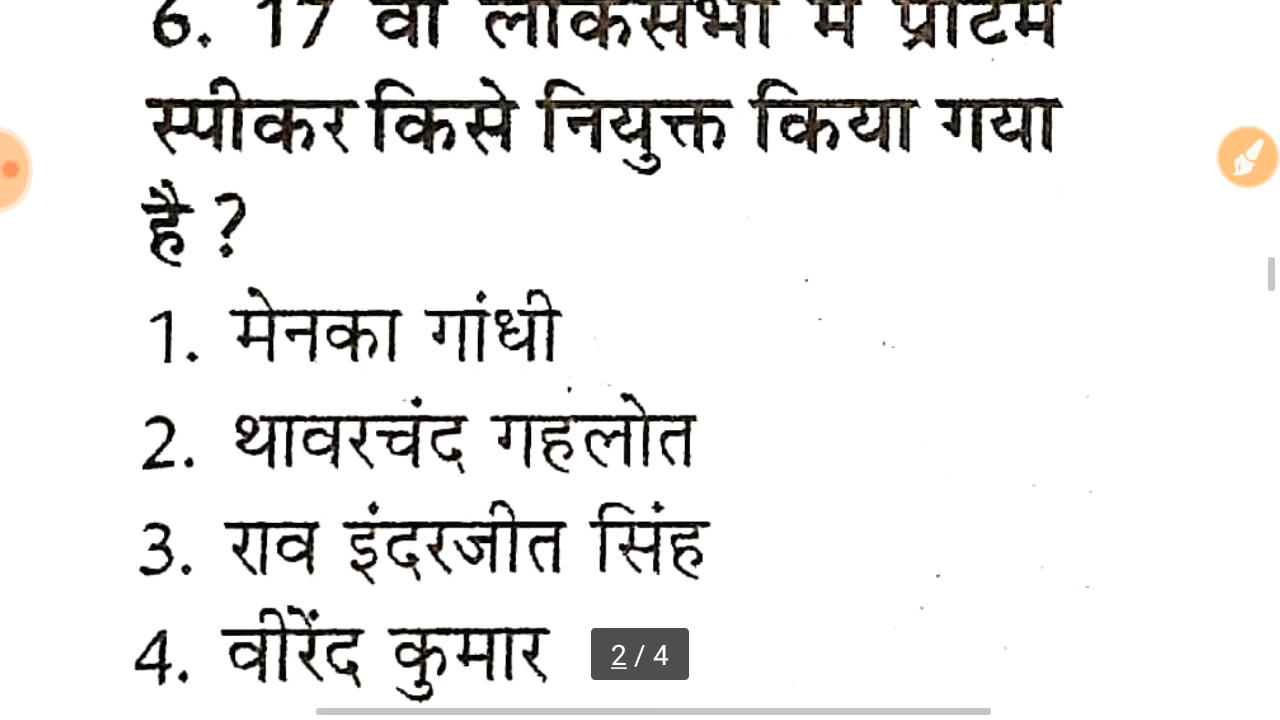 6. 17 वी लोकसभा में प्रोटेम
स्पीकर किसे नियुक्त किया गया
है ?
1. मेनका गांधी
2. थावरचंद गहलोत
3. राव इंदरजीत सिंह
4. वीरेंद कुमार
2 / 4